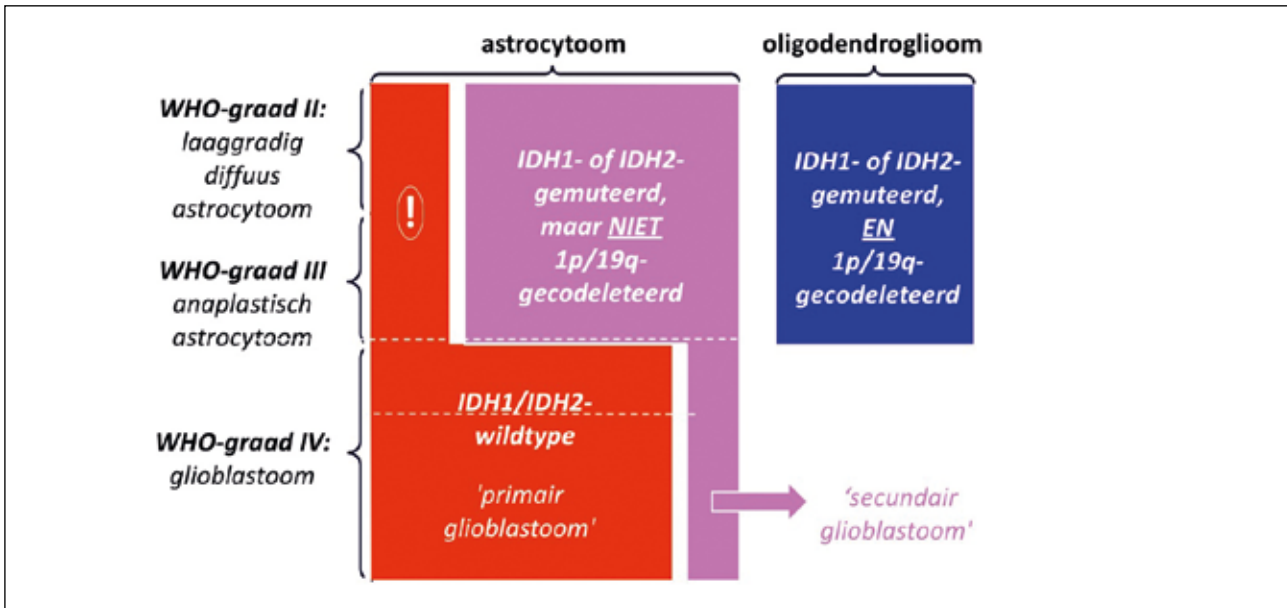 astrocytoom
oligodendroglioom
WHO-graad II:
laaggradig
diffuus
astrocytoom
WHO-graad III
anaplastisch
astrocytoom
WHO-graad IV:
glioblastoom
!
IDH1- of IDH2-
gemuteerd,
maar NIET
1p/19q-
gecodeleteerd
IDH1- of IDH2-
gemuteerd,
EN
1p/19q-
gecodeleteerd
IDH1/IDH2-
wildtype
'primair
glioblastoom'
‘secundair
glioblastoom'